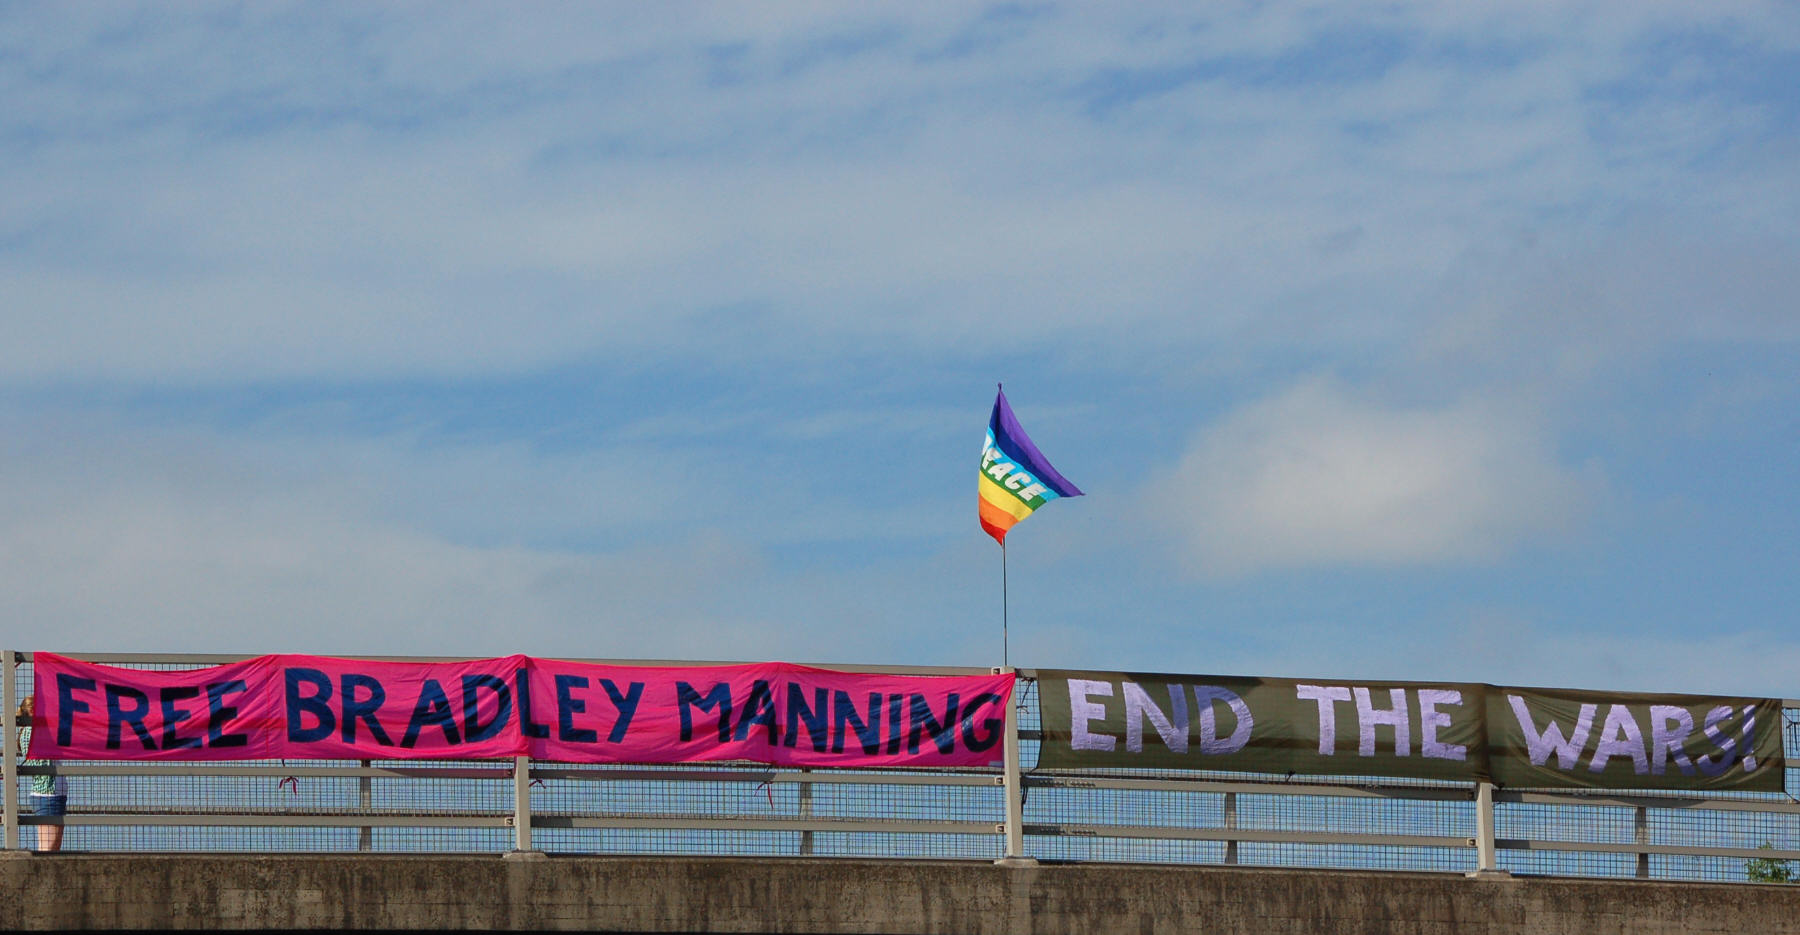 PEACE
FREE BRADLEY MANNING
END THE WARS!